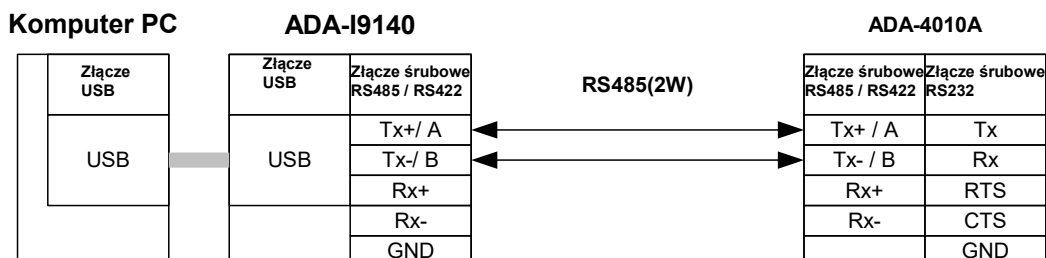 Komputer PC
ADA-I9140
ADA-4010A
Złącze
USB
Złącze
USB
Złącze śrubowe
RS485 / RS422
RS485(2W)
Złącze śrubowe
RS485 / RS422
Złącze śrubowe
RS232
USB
USB
Tx+/ A
Tx+ / A
Tx
Tx-/ B
Tx- / B
Rx
Rx+
Rx+
RTS
Rx-
Rx-
CTS
GND
GND